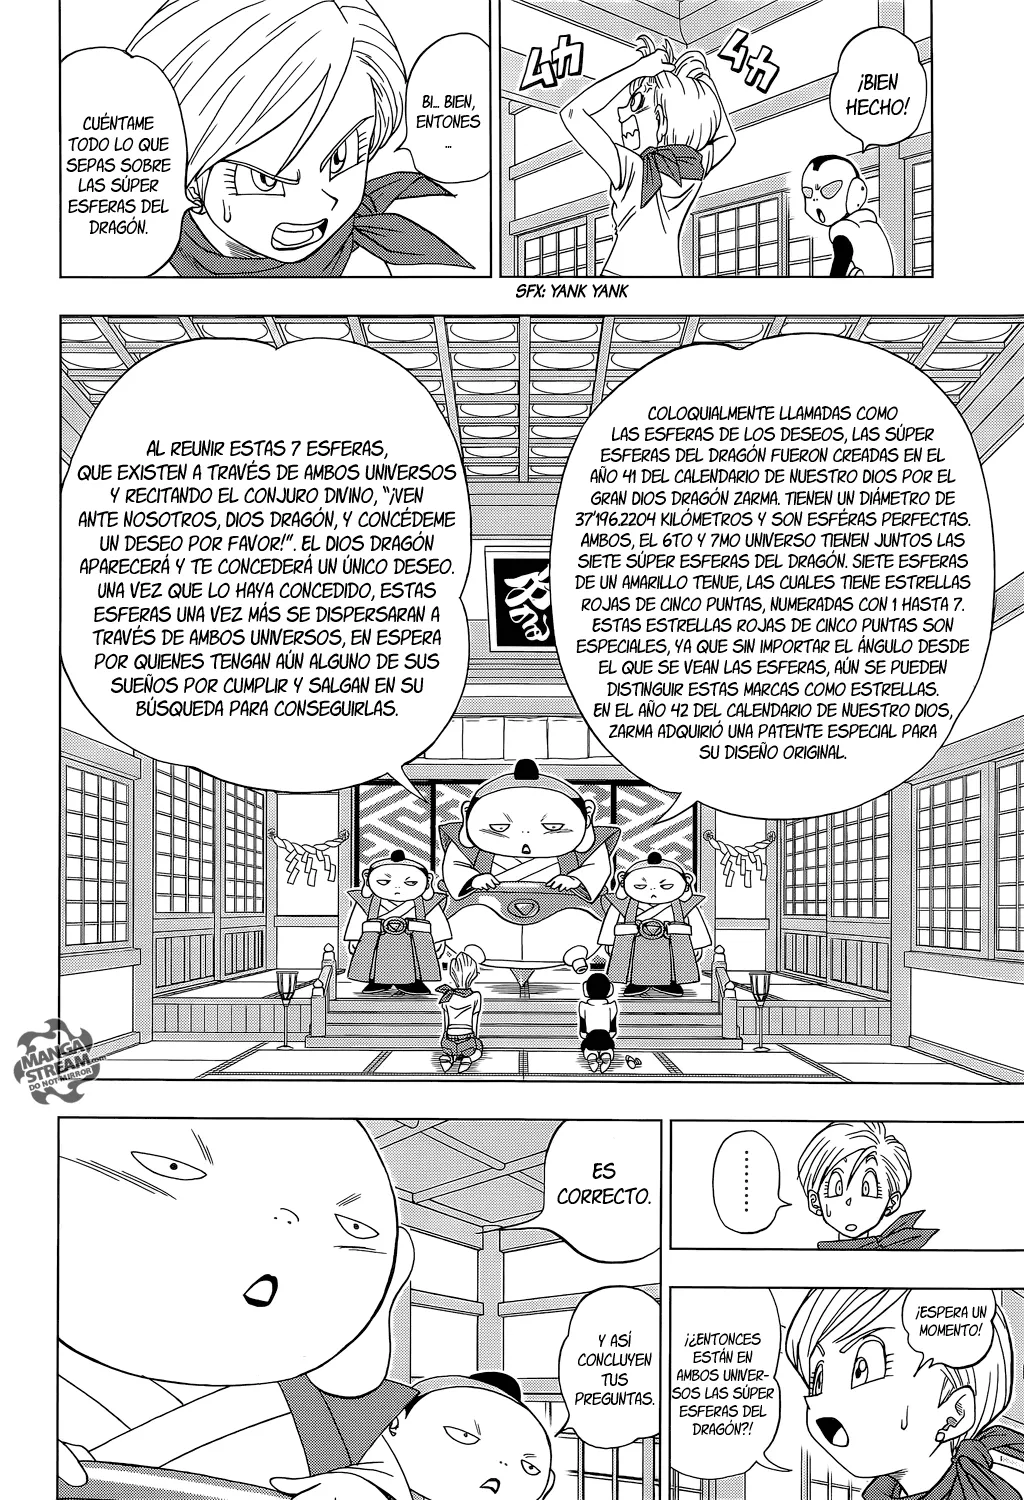 ¡BIEN
HECHO!
ムカ
ムカ
SFX: YANK YANK
BI... BIEN,
ENTONES
...
CUÉNTAME
TODO LO QUE
SEPAS SOBRE
LAS SÚPER
ESFERAS DEL
DRAGÓN.
COLOQUIALMENTE LLAMADAS COMO
LAS ESFERAS DE LOS DESEOS, LAS SÚPER
ESFERAS DEL DRAGÓN FUERON CREADAS EN EL
AÑO 41 DEL CALENDARIO DE NUESTRO DIOS POR EL
GRAN DIOS DRAGÓN ZARMA. TIENEN UN DIÁMETRO DE
37'196.2204 KILÓMETROS Y SON ESFÉRAS PERFECTAS.
AMBOS, EL 6TO Y 7MO UNIVERSO TIENEN JUNTOS LAS
SIETE SÚPER ESFERAS DEL DRAGÓN. SIETE ESFERAS
DE UN AMARILLO TENUE, LAS CUALES TIENE ESTRELLAS
ROJAS DE CINCO PUNTAS, NUMERADAS CON 1 HASTA 7.
ESTAS ESTRELLAS ROJAS DE CINCO PUNTAS SON
ESPECIALES, YA QUE SIN IMPORTAR EL ÁNGULO DESDE
EL QUE SE VEAN LAS ESFERAS, AÚN SE PUEDEN
DISTINGUIR ESTAS MARCAS COMO ESTRELLAS.
EN EL AÑO 42 DEL CALENDARIO DE NUESTRO DIOS,
ZARMA ADQUIRIÓ UNA PATENTE ESPECIAL PARA
SU DISEÑO ORIGINAL.
AL REUNIR ESTAS 7 ESFERAS,
QUE EXISTEN A TRAVÉS DE AMBOS UNIVERSOS
Y RECITANDO EL CONJURO DIVINO, "¡VEN
ANTE NOSOTROS, DIOS DRAGÓN, Y CONCÉDEME
UN DESEO POR FAVOR!". EL DIOS DRAGÓN
APARECERÁ Y TE CONCEDERÁ UN ÚNICO DESEO.
UNA VEZ QUE LO HAYA CONCEDIDO, ESTAS
ESFERAS UNA VEZ MÁS SE DISPERSARAN A
TRAVÉS DE AMBOS UNIVERSOS, EN ESPERA
POR QUIENES TENGAN AÚN ALGUNO DE SUS
SUEÑOS POR CUMPLIR Y SALGAN EN SU
BÚSQUEDA PARA CONSEGUIRLAS.
MANGA
STREAM.com
DO NOT MIRROR
........
¡ESPERA UN
MOMENTO!
¡¿ENTONCES
ESTÁN EN
AMBOS UNIVER-
SOS LAS SÚPER
ESFERAS DEL
DRAGÓN?!
ES
CORRECTO.
Y ASÍ
CONCLUYEN
TUS
PREGUNTAS.